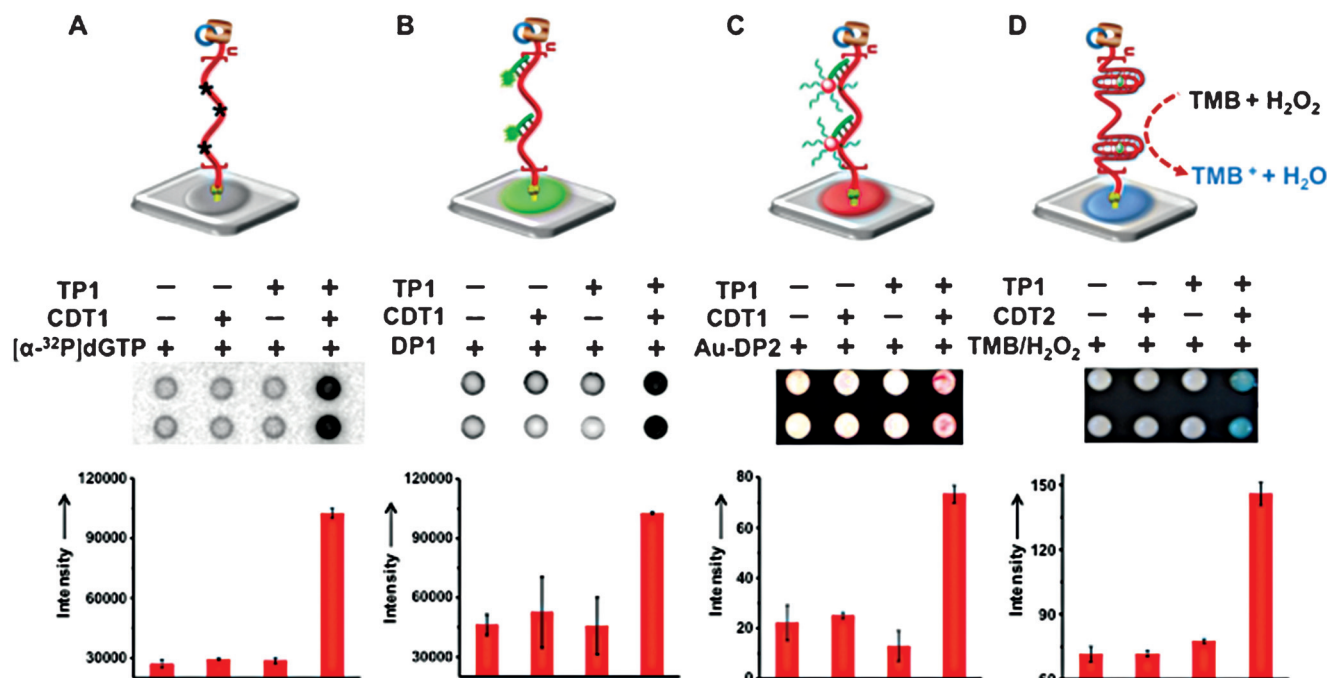 A B C D
n n n n
TMB + H₂O₂
TMB⁺ + H₂O
TP1 − − + +
CDT1 − + − +
[α-³²P]dGTP + + + +
TP1 − − + +
CDT1 − + − +
DP1 + + + +
TP1 − − + +
CDT1 − + − +
Au-DP2 + + + +
TP1 − − + +
CDT2 − + − +
TMB/H₂O₂ + + + +
Intensity
120000
90000
60000
30000
Intensity
120000
90000
60000
30000
Intensity
80
60
40
20
0
Intensity
150
120
90
60